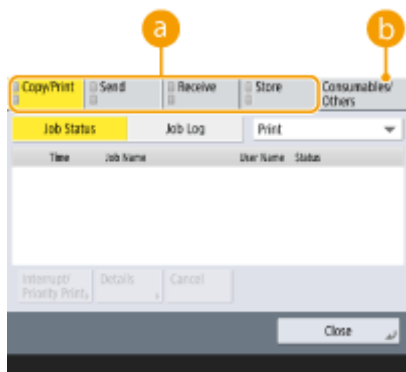 a
b
Copy/Print Send Receive Store Consumables/
Others
Job Status Job Log Print
Time Job Name User Name Status
Interrupt/
Priority Print Details Cancel
Close